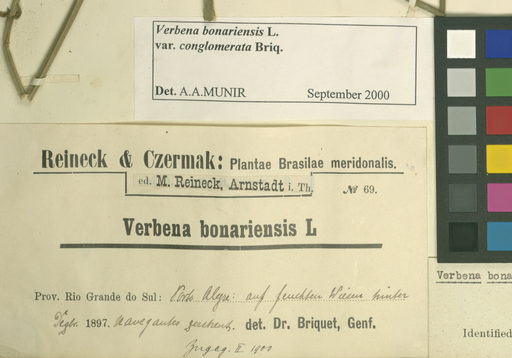 Verbena bonariensis L.
var. conglomerata Briq.
Det. A.A.MUNIR September 2000
Reineck & Czermak: Plantae Brasilae meridonalis.
ed. M. Reineck, Arnstadt i. Th. № 69.
Verbena bonariensis L
Prov. Rio Grande do Sul: Porto Alegre: auf feuchten Wiesen hinter
1897. Navegantes zerstreut. det. Dr. Briquet, Genf.
Verbena bona
Identified